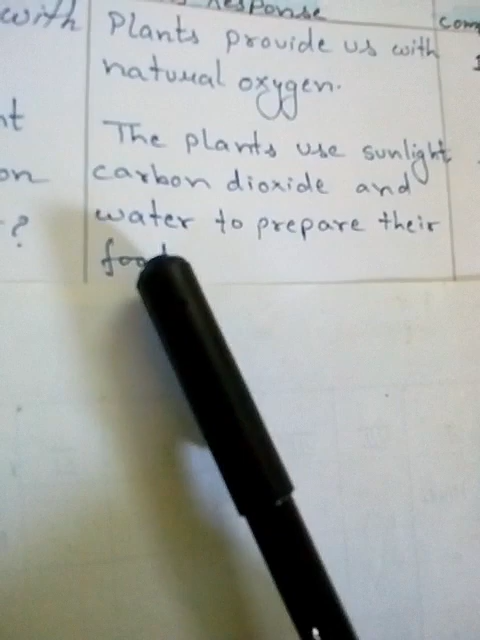 Response
with Plants provide us with
natural oxygen.
nt The plants use sunlight
on carbon dioxide and
? water to prepare their